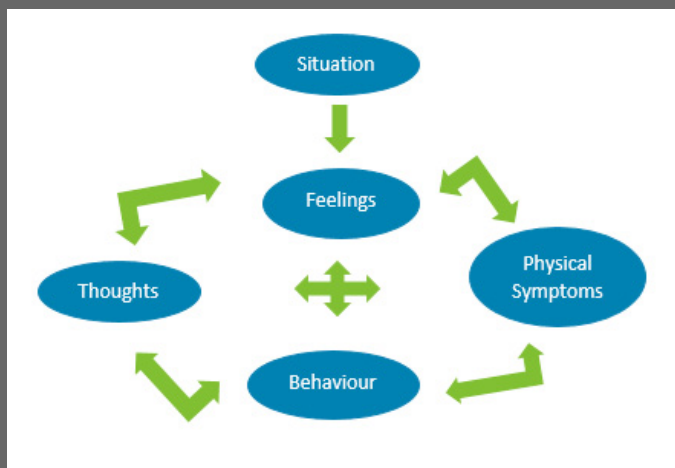 Situation
Feelings
Thoughts
Physical
Symptoms
Behaviour